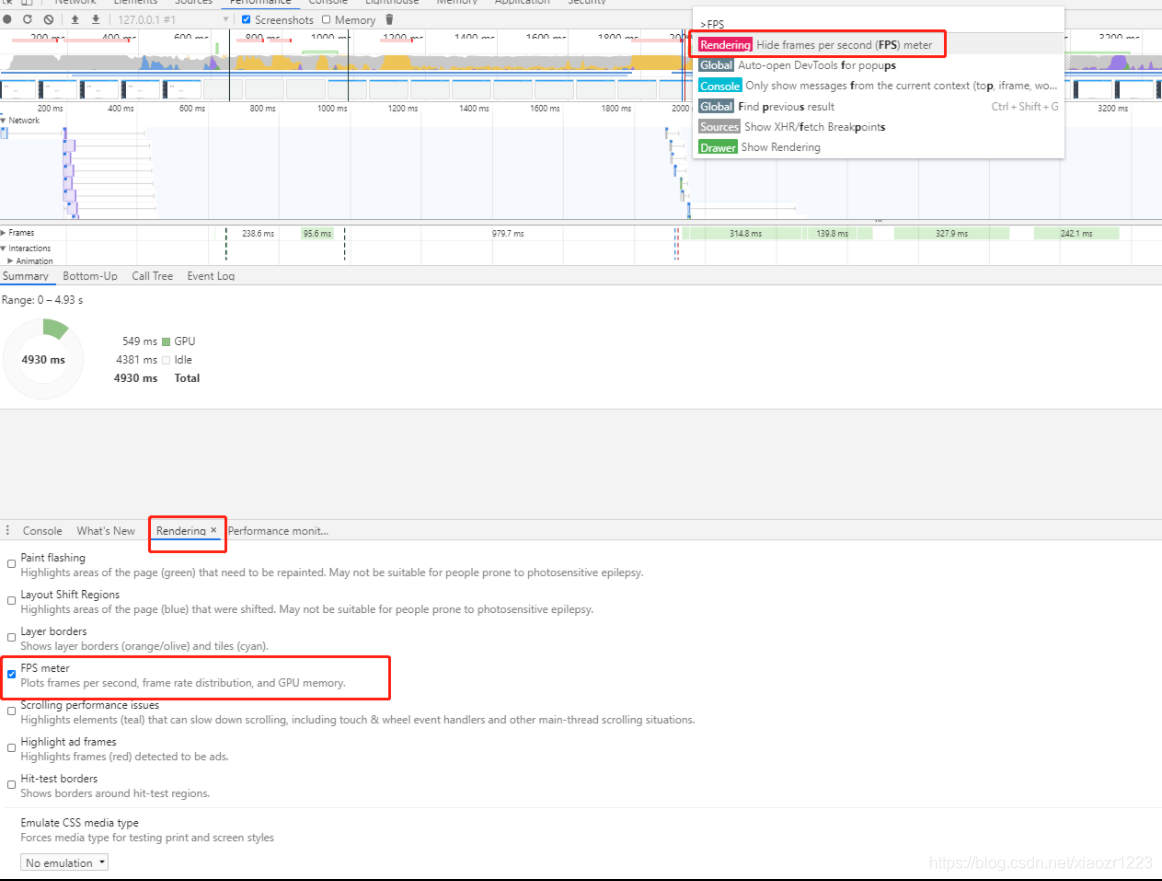 Network Elements Sources Performance Console Lighthouse Memory Application Security
127.0.0.1 #1 Screenshots Memory
>FPS
200 ms 400 ms 600 ms 800 ms 1000 ms 1200 ms 1400 ms 1600 ms 1800 ms 3200 ms
Rendering Hide frames per second (FPS) meter
Global Auto-open DevTools for popups
Console Only show messages from the current context (top, iframe, wo...
Global Find previous result Ctrl + Shift + G
Sources Show XHR/fetch Breakpoints
Drawer Show Rendering
200 ms 400 ms 600 ms 800 ms 1000 ms 1200 ms 1400 ms 1600 ms 1800 ms 3200 ms
Network
Frames 238.6 ms 95.6 ms 979.7 ms 314.8 ms 139.8 ms 327.9 ms 242.1 ms
Interactions
Animation
Summary Bottom-Up Call Tree Event Log
Range: 0 – 4.93 s
4930 ms
549 ms GPU
4381 ms Idle
4930 ms Total
Console What's New Rendering × Performance monit...
Paint flashing
Highlights areas of the page (green) that need to be repainted. May not be suitable for people prone to photosensitive epilepsy.
Layout Shift Regions
Highlights areas of the page (blue) that were shifted. May not be suitable for people prone to photosensitive epilepsy.
Layer borders
Shows layer borders (orange/olive) and tiles (cyan).
FPS meter
Plots frames per second, frame rate distribution, and GPU memory.
Scrolling performance issues
Highlights elements (teal) that can slow down scrolling, including touch & wheel event handlers and other main-thread scrolling situations.
Highlight ad frames
Highlights frames (red) detected to be ads.
Hit-test borders
Shows borders around hit-test regions.
Emulate CSS media type
Forces media type for testing print and screen styles
No emulation
https://blog.csdn.net/xiaozr1223